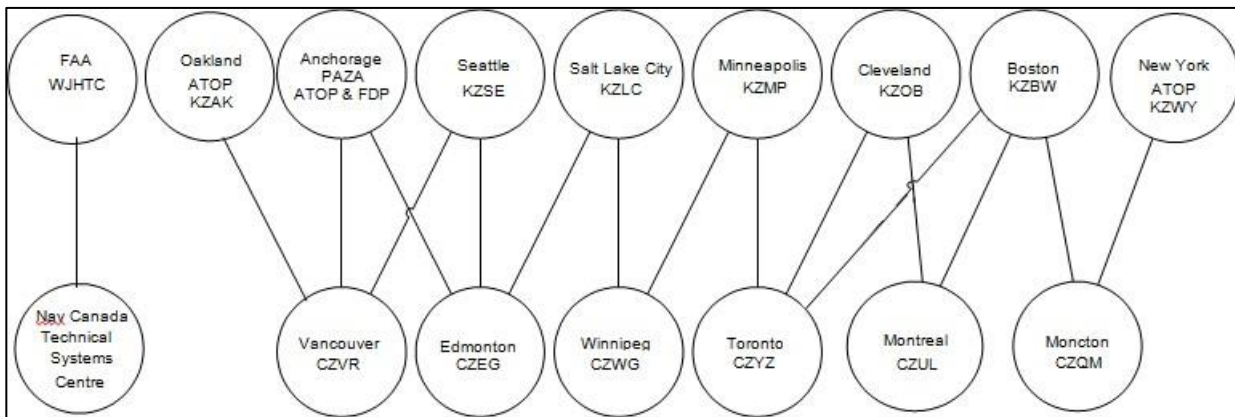 FAA
WJHTC
Oakland
ATOP
KZAK
Anchorage
PAZA
ATOP & FDP
Seattle
KZSE
Salt Lake City
KZLC
Minneapolis
KZMP
Cleveland
KZOB
Boston
KZBW
New York
ATOP
KZWY
Nav Canada
Technical
Systems
Centre
Vancouver
CZVR
Edmonton
CZEG
Winnipeg
CZWG
Toronto
CZYZ
Montreal
CZUL
Moncton
CZQM